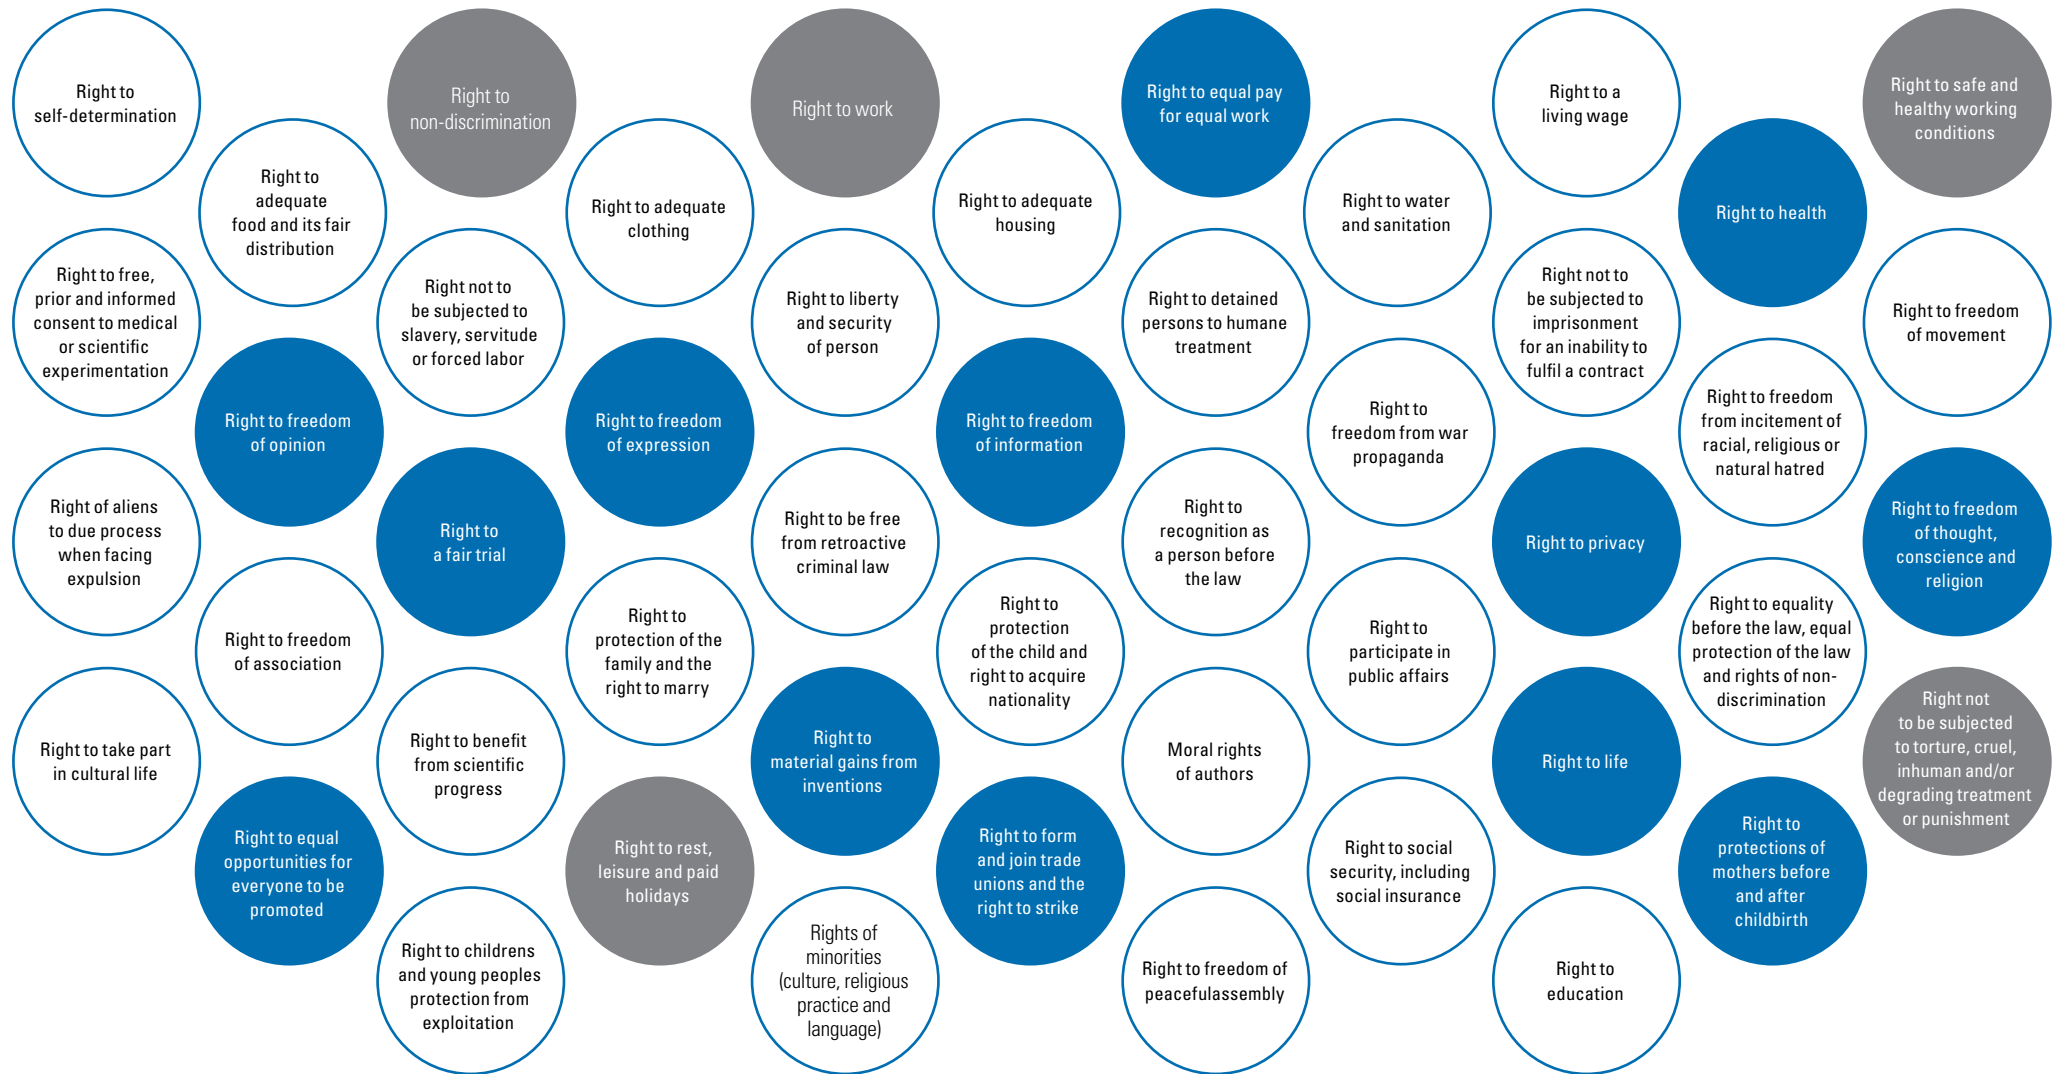 Right to
self-determination
Right to
non-discrimination
Right to work
Right to equal pay
for equal work
Right to a
living wage
Right to safe and
healthy working
conditions
Right to
adequate
food and its fair
distribution
Right to adequate
clothing
Right to adequate
housing
Right to water
and sanitation
Right to health
Right to free,
prior and informed
consent to medical
or scientific
experimentation
Right not to
be subjected to
slavery, servitude
or forced labor
Right to liberty
and security
of person
Right to detained
persons to humane
treatment
Right not to
be subjected to
imprisonment
for an inability to
fulfil a contract
Right to freedom
of movement
Right to freedom
of opinion
Right to freedom
of expression
Right to freedom
of information
Right to
freedom from war
propaganda
Right to freedom
from incitement of
racial, religious or
natural hatred
Right of aliens
to due process
when facing
expulsion
Right to
a fair trial
Right to be free
from retroactive
criminal law
Right to
recognition as
a person before
the law
Right to privacy
Right to freedom
of thought,
conscience and
religion
Right to freedom
of association
Right to
protection of the
family and the
right to marry
Right to
protection
of the child and
right to acquire
nationality
Right to
participate in
public affairs
Right to equality
before the law, equal
protection of the law
and rights of non-
discrimination
Right to take part
in cultural life
Right to benefit
from scientific
progress
Right to
material gains from
inventions
Moral rights
of authors
Right to life
Right not
to be subjected
to torture, cruel,
inhuman and/or
degrading treatment
or punishment
Right to equal
opportunities for
everyone to be
promoted
Right to rest,
leisure and paid
holidays
Right to form
and join trade
unions and the
right to strike
Right to social
security, including
social insurance
Right to
protections of
mothers before
and after
childbirth
Right to childrens
and young peoples
protection from
exploitation
Rights of
minorities
(culture, religious
practice and
language)
Right to freedom of
peacefulassembly
Right to
education